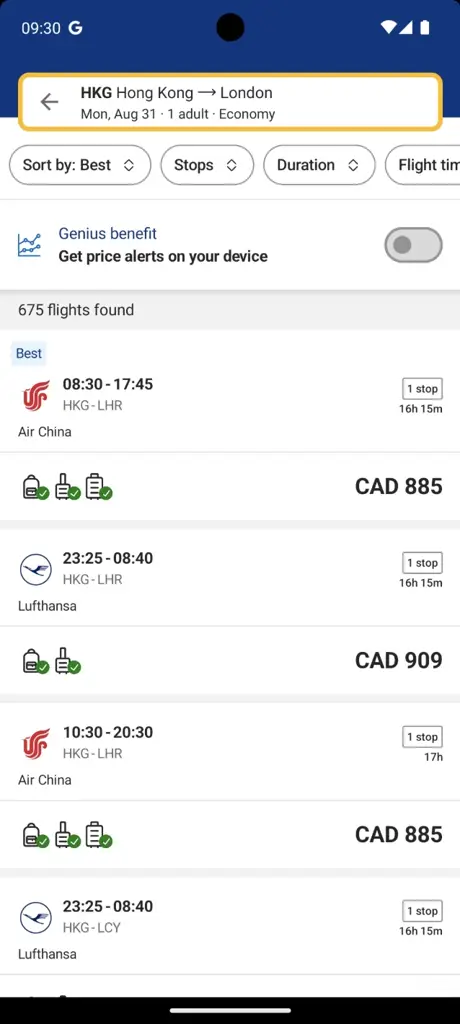 09:30 G
HKG Hong Kong → London
Mon, Aug 31 · 1 adult · Economy
Sort by: Best
Stops
Duration
Flight tim
Genius benefit
Get price alerts on your device
675 flights found
Best
08:30 - 17:45
1 stop
HKG - LHR
16h 15m
Air China
CAD 885
23:25 - 08:40
1 stop
HKG - LHR
16h 15m
Lufthansa
CAD 909
10:30 - 20:30
1 stop
HKG - LHR
17h
Air China
CAD 885
23:25 - 08:40
1 stop
HKG - LCY
16h 15m
Lufthansa